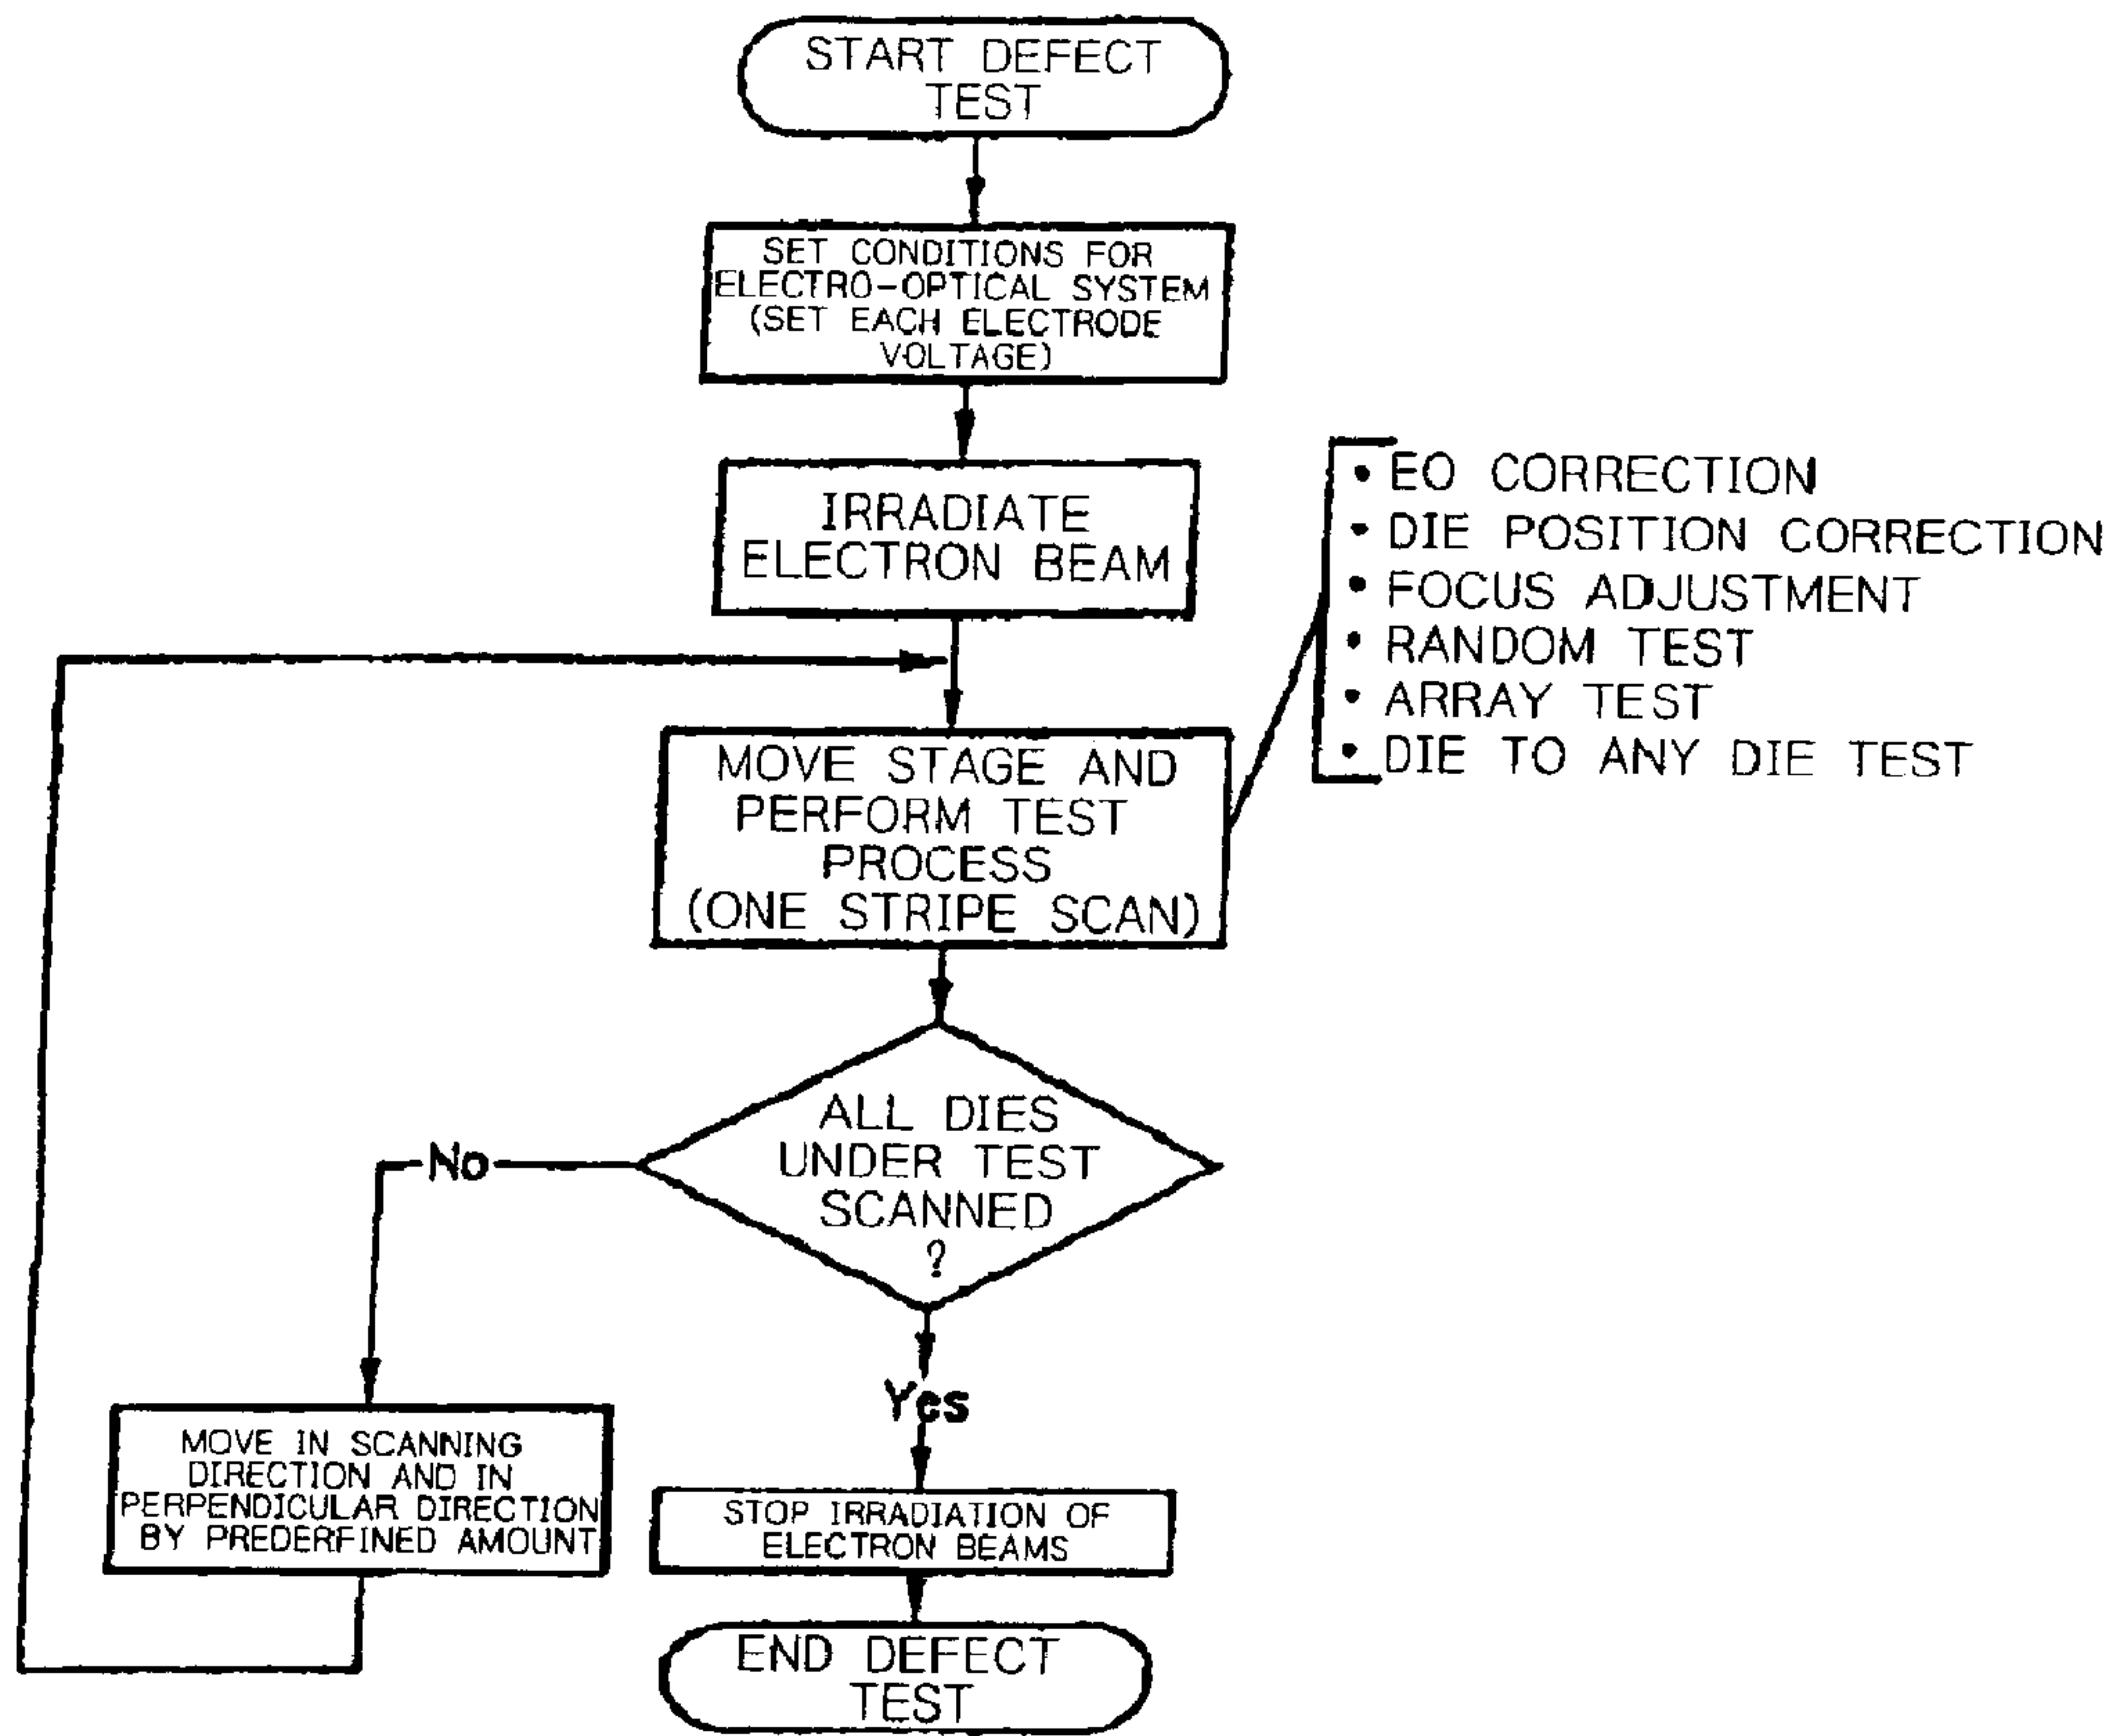 START DEFECT
TEST
SET CONDITIONS FOR
ELECTRO-OPTICAL SYSTEM
(SET EACH ELECTRODE
VOLTAGE)
IRRADIATE
ELECTRON BEAM
• EO CORRECTION
• DIE POSITION CORRECTION
• FOCUS ADJUSTMENT
• RANDOM TEST
• ARRAY TEST
• DIE TO ANY DIE TEST
MOVE STAGE AND
PERFORM TEST
PROCESS
(ONE STRIPE SCAN)
ALL DIES
UNDER TEST
SCANNED
?
No
Yes
MOVE IN SCANNING
DIRECTION AND IN
PERPENDICULAR DIRECTION
BY PREDERFINED AMOUNT
STOP IRRADIATION OF
ELECTRON BEAMS
END DEFECT
TEST